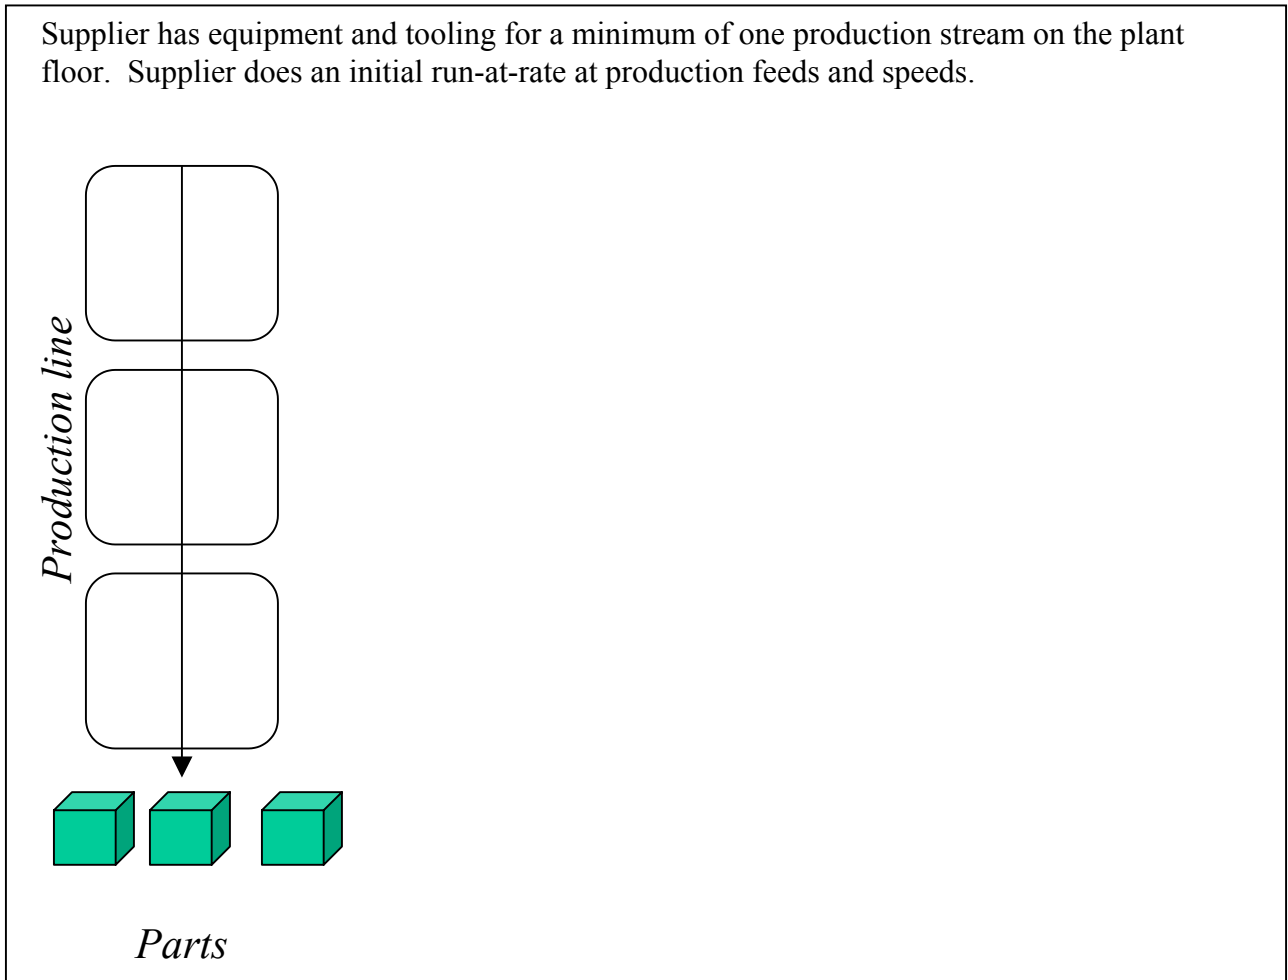 Supplier has equipment and tooling for a minimum of one production stream on the plant
floor.  Supplier does an initial run-at-rate at production feeds and speeds.
Production line
Parts